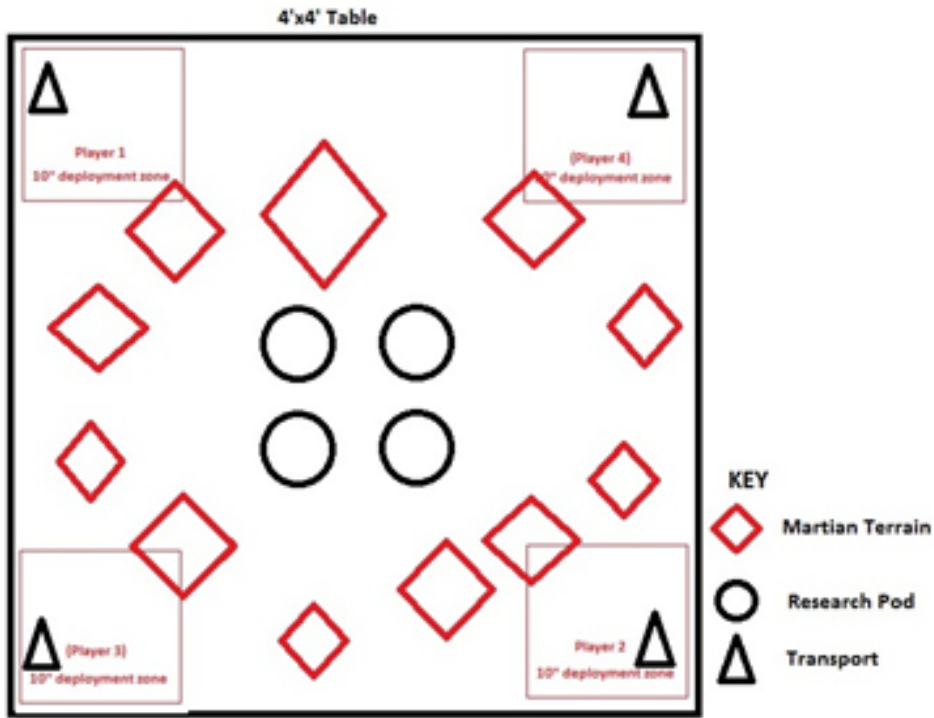 4'x4' Table
Player 1
10" deployment zone
(Player 4)
0" deployment zone
KEY
Martian Terrain
Research Pod
Transport
(Player 3)
10" deployment zone
Player 2
10" deployment zone